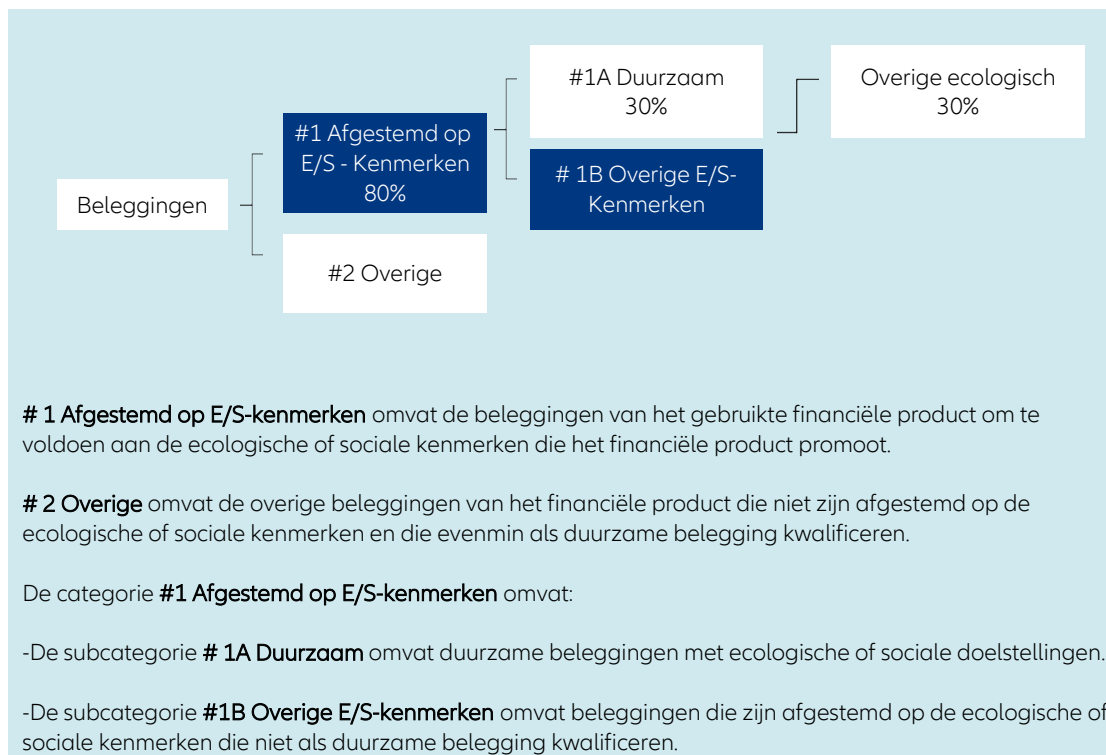 #1A Duurzaam
30%
Overige ecologisch
30%
#1 Afgestemd op
E/S - Kenmerken
80%
# 1B Overige E/S-
Kenmerken
Beleggingen
#2 Overige
# 1 Afgestemd op E/S-kenmerken omvat de beleggingen van het gebruikte financiële product om te
voldoen aan de ecologische of sociale kenmerken die het financiële product promoot.
# 2 Overige omvat de overige beleggingen van het financiële product die niet zijn afgestemd op de
ecologische of sociale kenmerken en die evenmin als duurzame belegging kwalificeren.
De categorie #1 Afgestemd op E/S-kenmerken omvat:
-De subcategorie # 1A Duurzaam omvat duurzame beleggingen met ecologische of sociale doelstellingen.
-De subcategorie #1B Overige E/S-kenmerken omvat beleggingen die zijn afgestemd op de ecologische of
sociale kenmerken die niet als duurzame belegging kwalificeren.